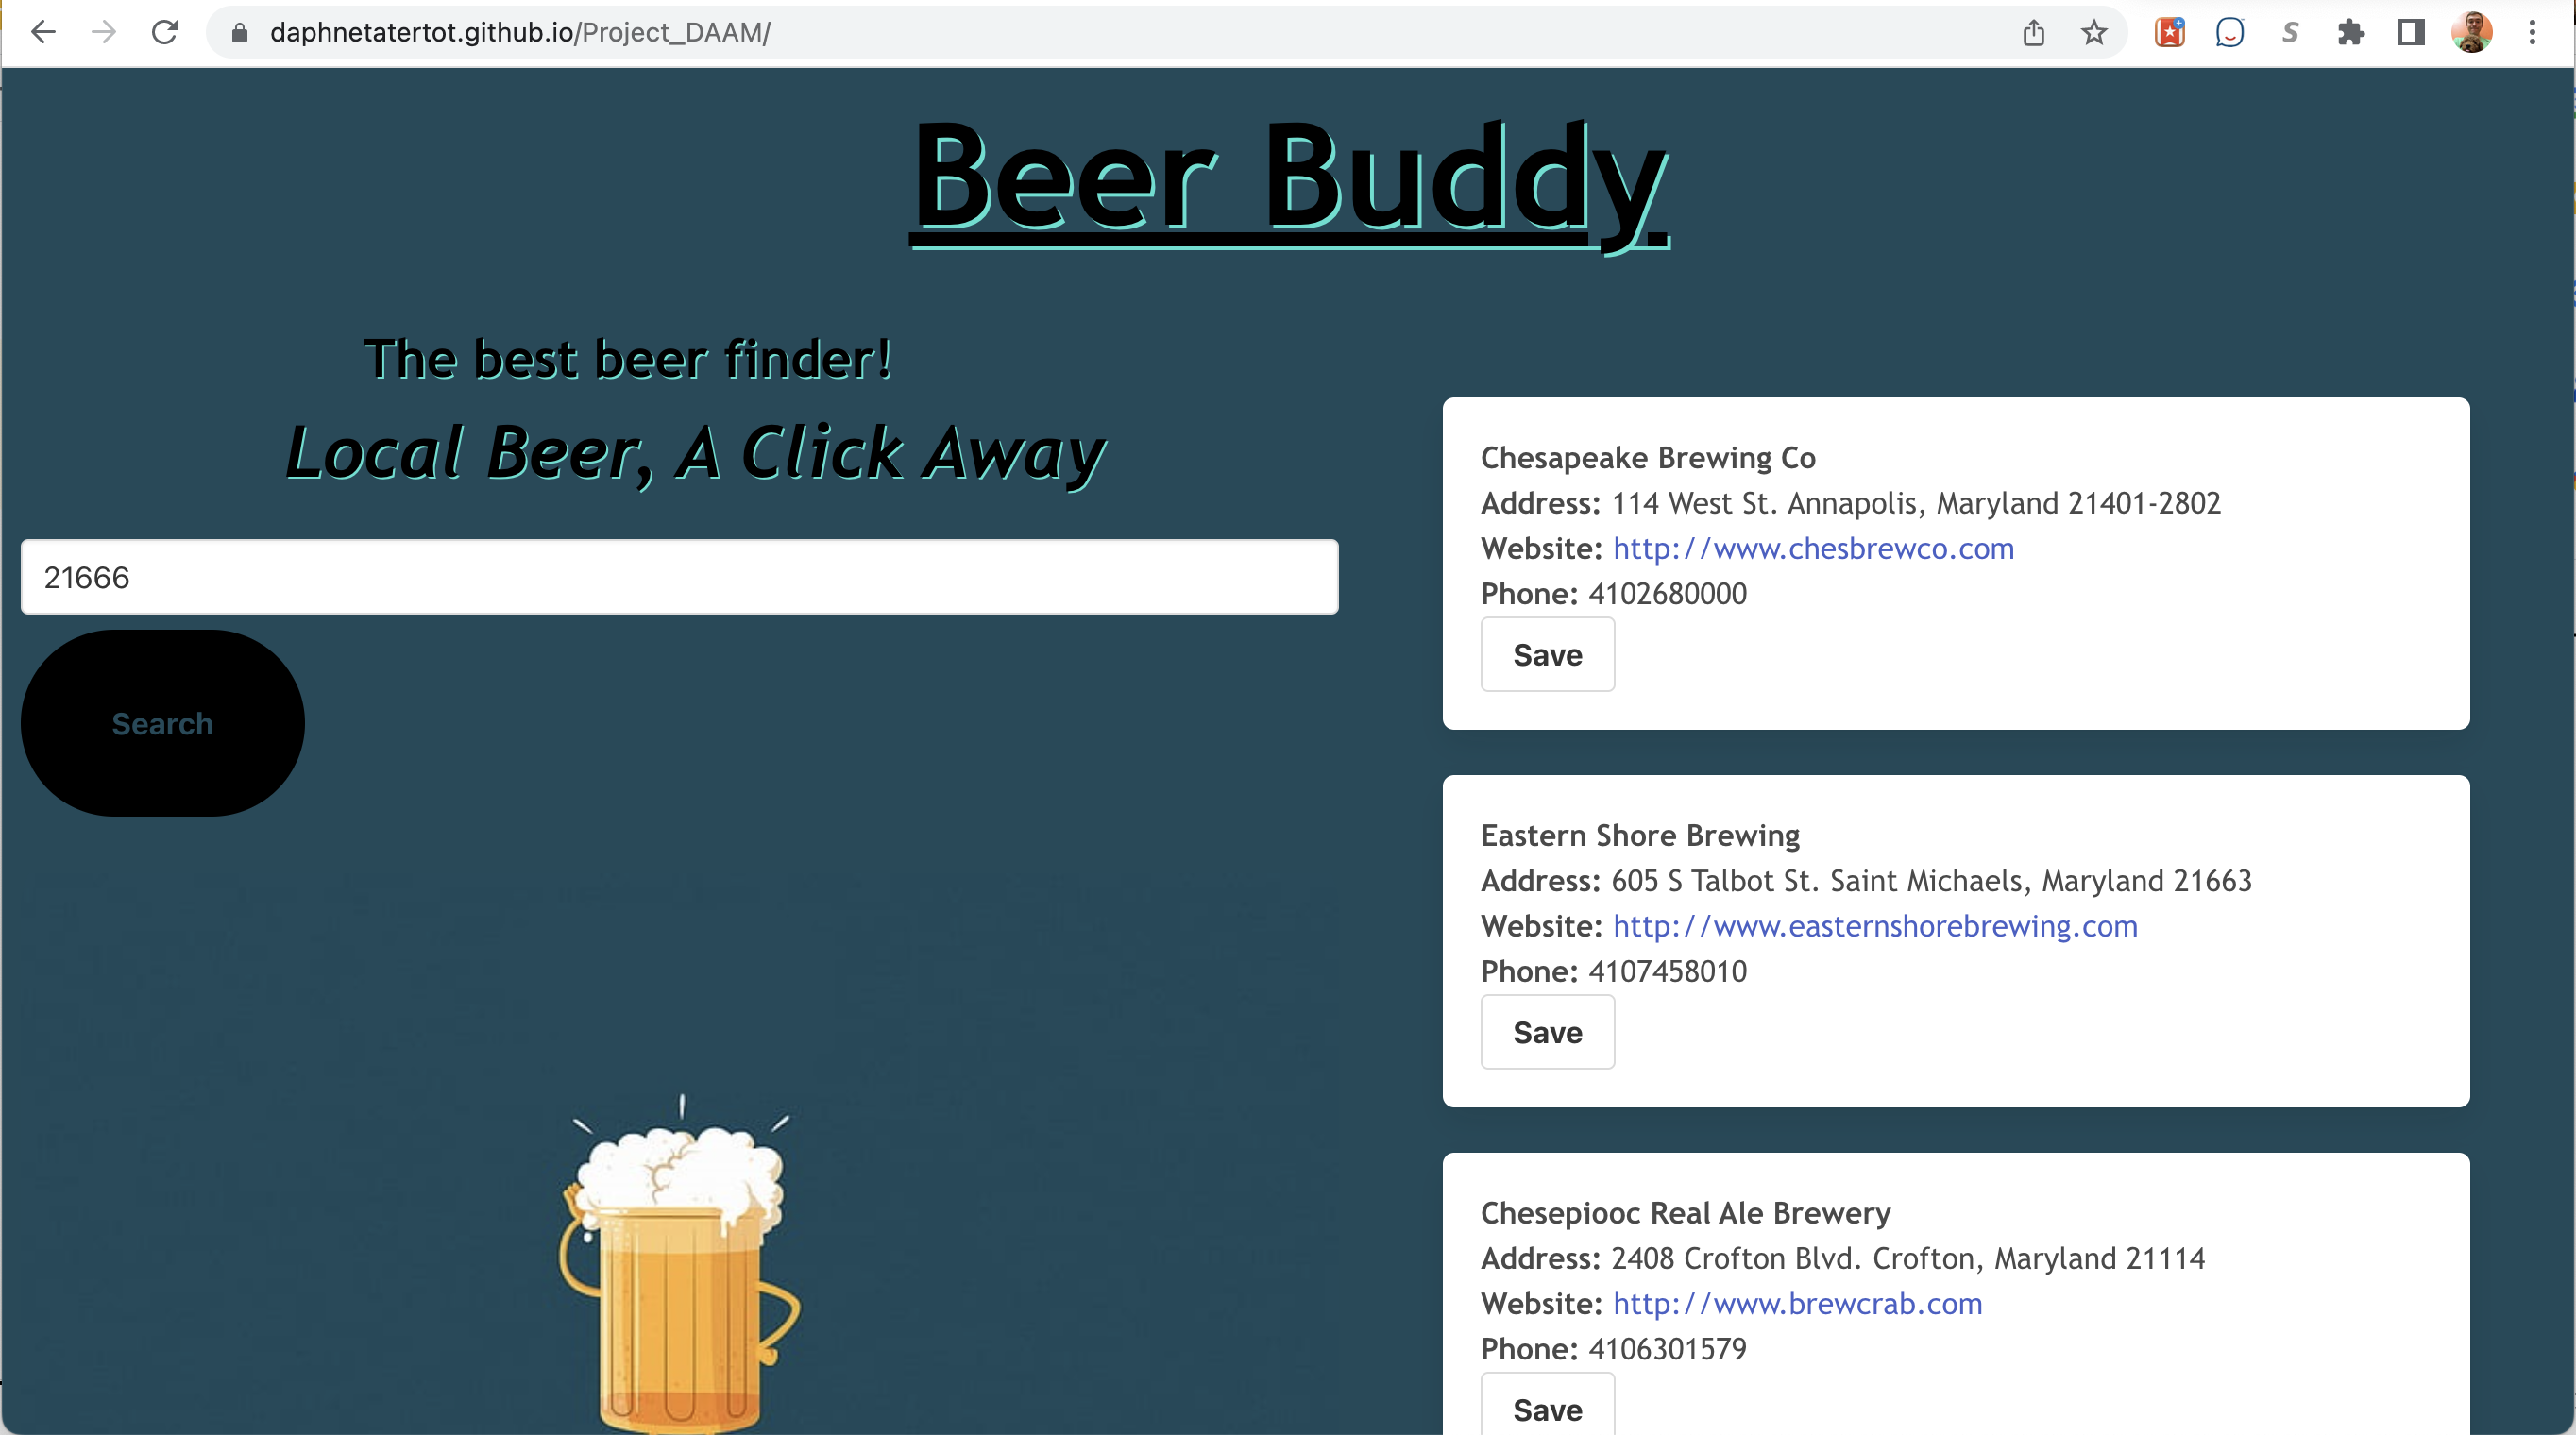 daphnetatertot.github.io/Project_DAAM/
Beer Buddy
The best beer finder!
Local Beer, A Click Away
21666
Search
Chesapeake Brewing Co
Address: 114 West St. Annapolis, Maryland 21401-2802
Website: http://www.chesbrewco.com
Phone: 4102680000
Save
Eastern Shore Brewing
Address: 605 S Talbot St. Saint Michaels, Maryland 21663
Website: http://www.easternshorebrewing.com
Phone: 4107458010
Save
Chesepiooc Real Ale Brewery
Address: 2408 Crofton Blvd. Crofton, Maryland 21114
Website: http://www.brewcrab.com
Phone: 4106301579
Save